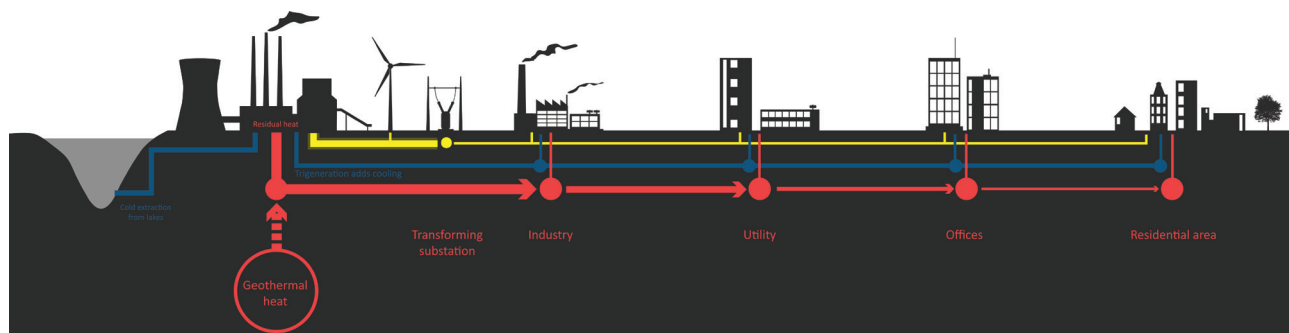 Residual heat
Trigeneration adds cooling
Cold extraction
from lakes
Transforming
substation
Industry
Utility
Offices
Residential area
Geothermal
heat